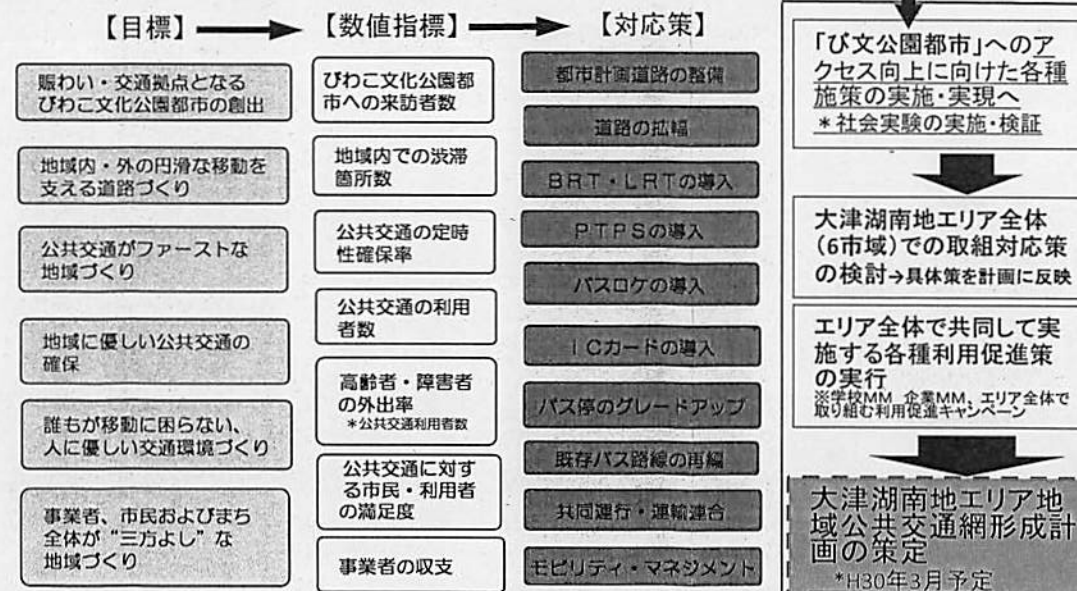 【目標】
【数値指標】
【対応策】
賑わい・交通拠点となる
びわこ文化公園都市の創出
地域内・外の円滑な移動を
支える道路づくり
公共交通がファーストな
地域づくり
地域に優しい公共交通の
確保
誰もが移動に困らない、
人に優しい交通環境づくり
事業者、市民およびまち
全体が“三方よし”な
地域づくり
びわこ文化公園都
市への来訪者数
地域内での渋滞
箇所数
公共交通の定時
性確保率
公共交通の利用
者数
高齢者・障害者
の外出率
*公共交通利用者数
公共交通に対す
る市民・利用者
の満足度
事業者の収支
都市計画道路の整備
道路の拡幅
BRT・LRTの導入
PTPSの導入
バスロケの導入
ICカードの導入
バス停のグレードアップ
既存バス路線の再編
共同運行・運輸連合
モビリティ・マネジメント
「び文公園都市」へのア
クセス向上に向けた各種
施策の実施・実現へ
*社会実験の実施・検証
大津湖南地エリア全体
(6市域)での取組対応策
の検討→具体策を計画に反映
エリア全体で共同して実
施する各種利用促進策
の実行
※学校MM 企業MM、エリア全体で
取り組む利用促進キャンペーン
大津湖南地エリア地
域公共交通網形成計
画の策定
*H30年3月予定